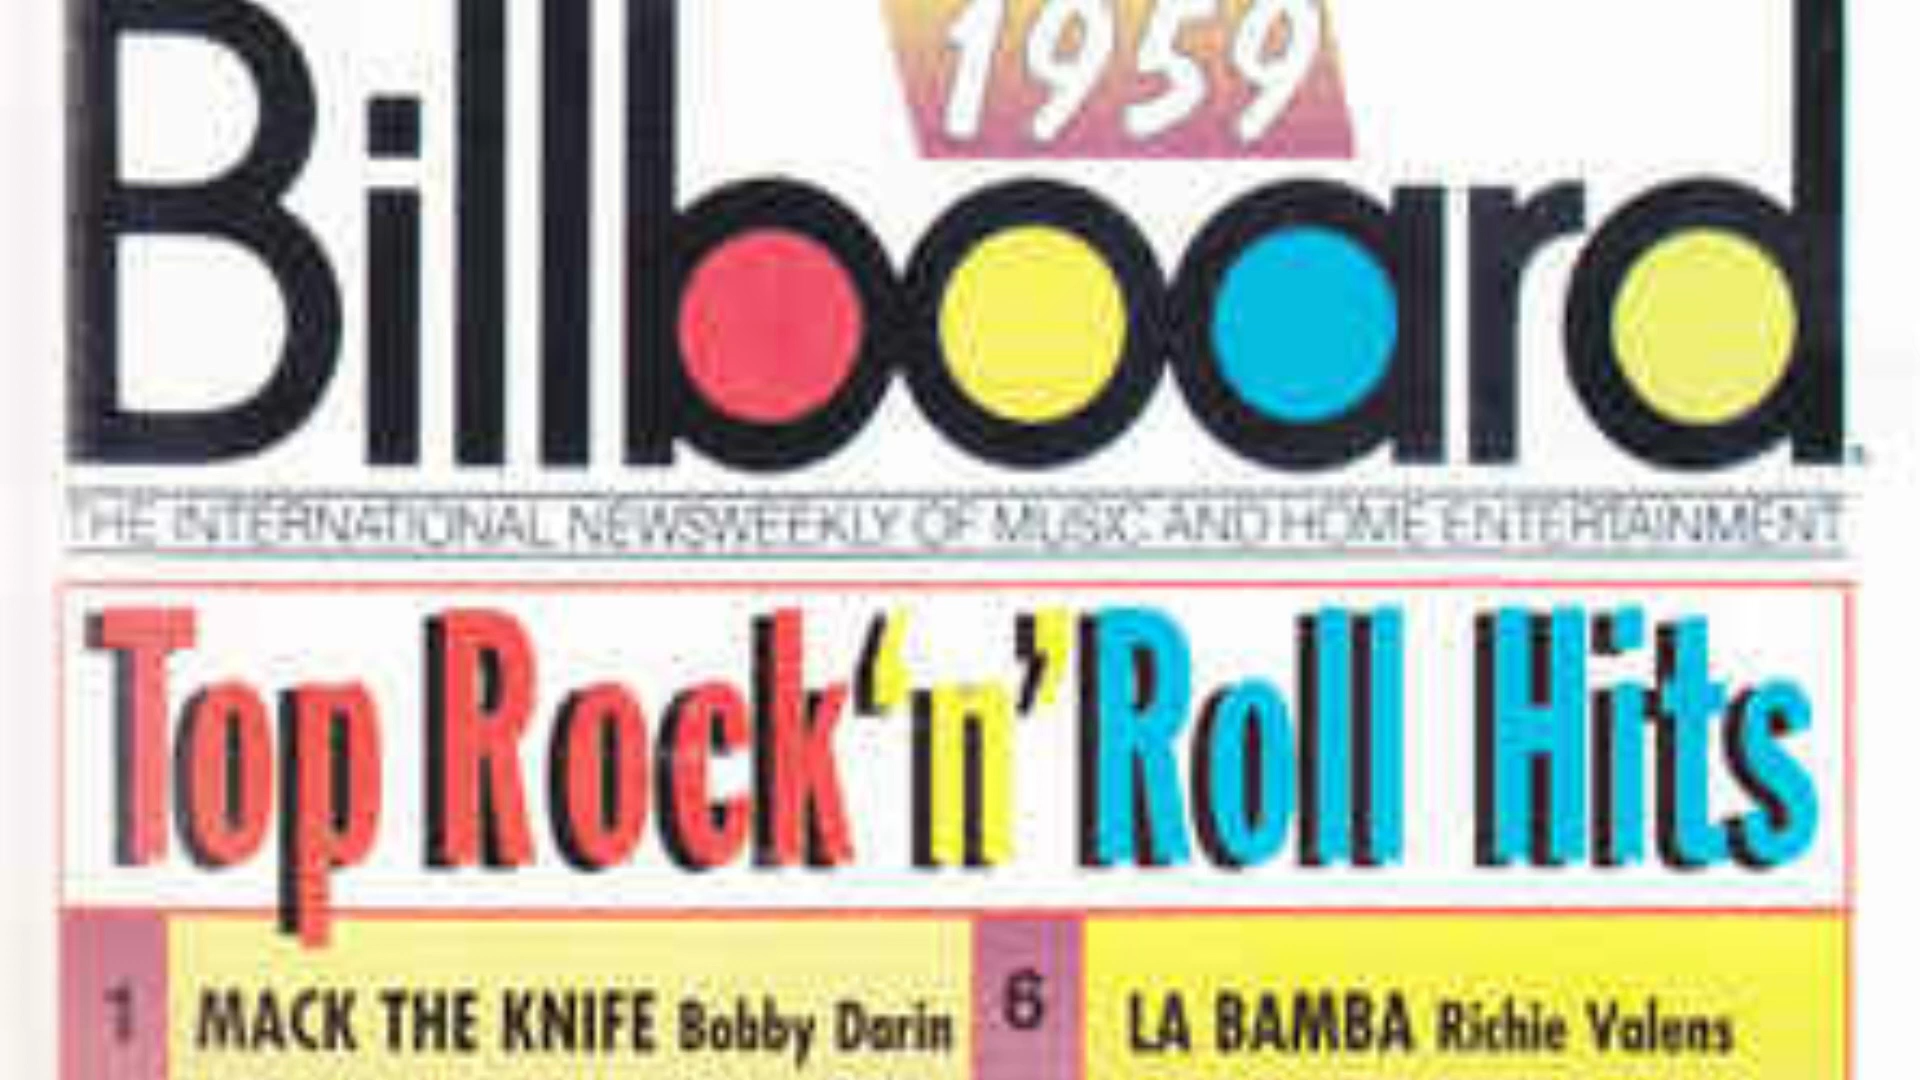 1959
Billboard
THE INTERNATIONAL NEWSWEEKLY OF MUSIC AND HOME ENTERTAINMENT
Top Rock 'n' Roll Hits
1 MACK THE KNIFE Bobby Darin
6 LA BAMBA Richie Valens